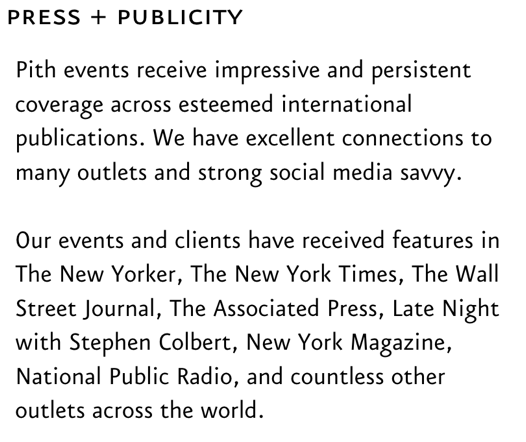 PRESS + PUBLICITY
Pith events receive impressive and persistent
coverage across esteemed international
publications. We have excellent connections to
many outlets and strong social media savvy.
Our events and clients have received features in
The New Yorker, The New York Times, The Wall
Street Journal, The Associated Press, Late Night
with Stephen Colbert, New York Magazine,
National Public Radio, and countless other
outlets across the world.